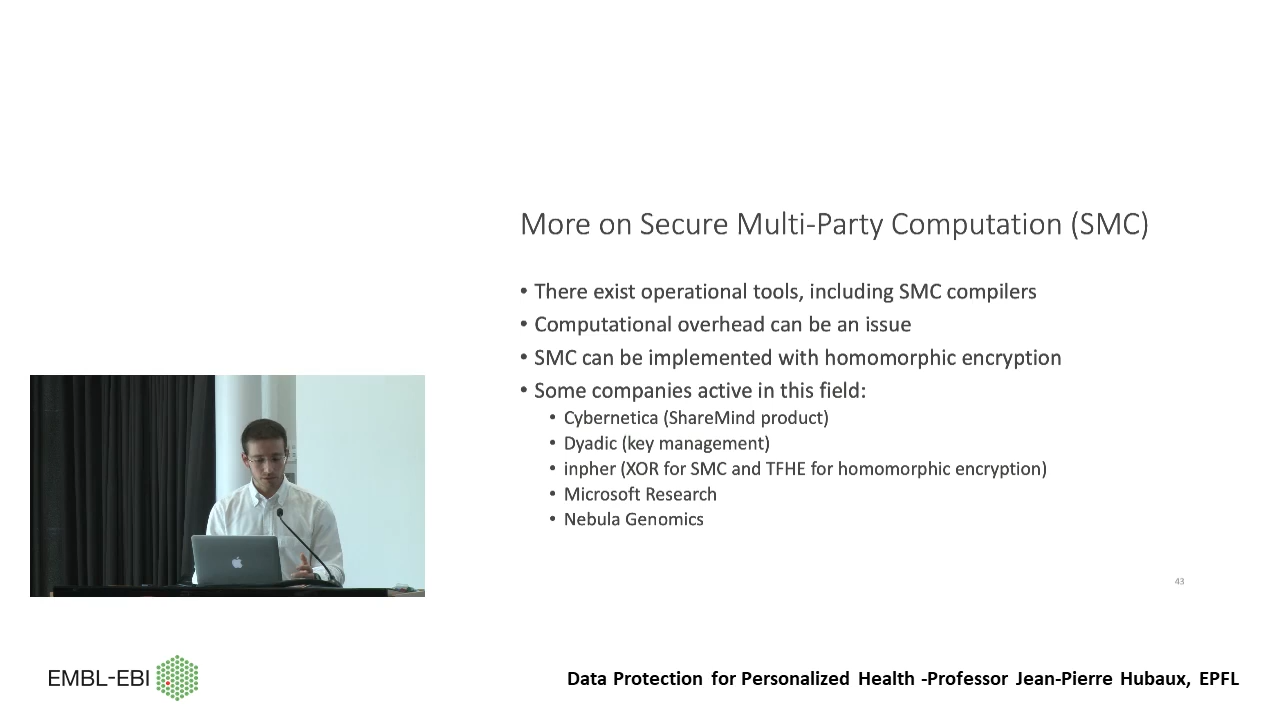 More on Secure Multi-Party Computation (SMC)
• There exist operational tools, including SMC compilers
• Computational overhead can be an issue
• SMC can be implemented with homomorphic encryption
• Some companies active in this field:
• Cybernetica (ShareMind product)
• Dyadic (key management)
• inpher (XOR for SMC and TFHE for homomorphic encryption)
• Microsoft Research
• Nebula Genomics
43
EMBL-EBI
Data Protection for Personalized Health -Professor Jean-Pierre Hubaux, EPFL